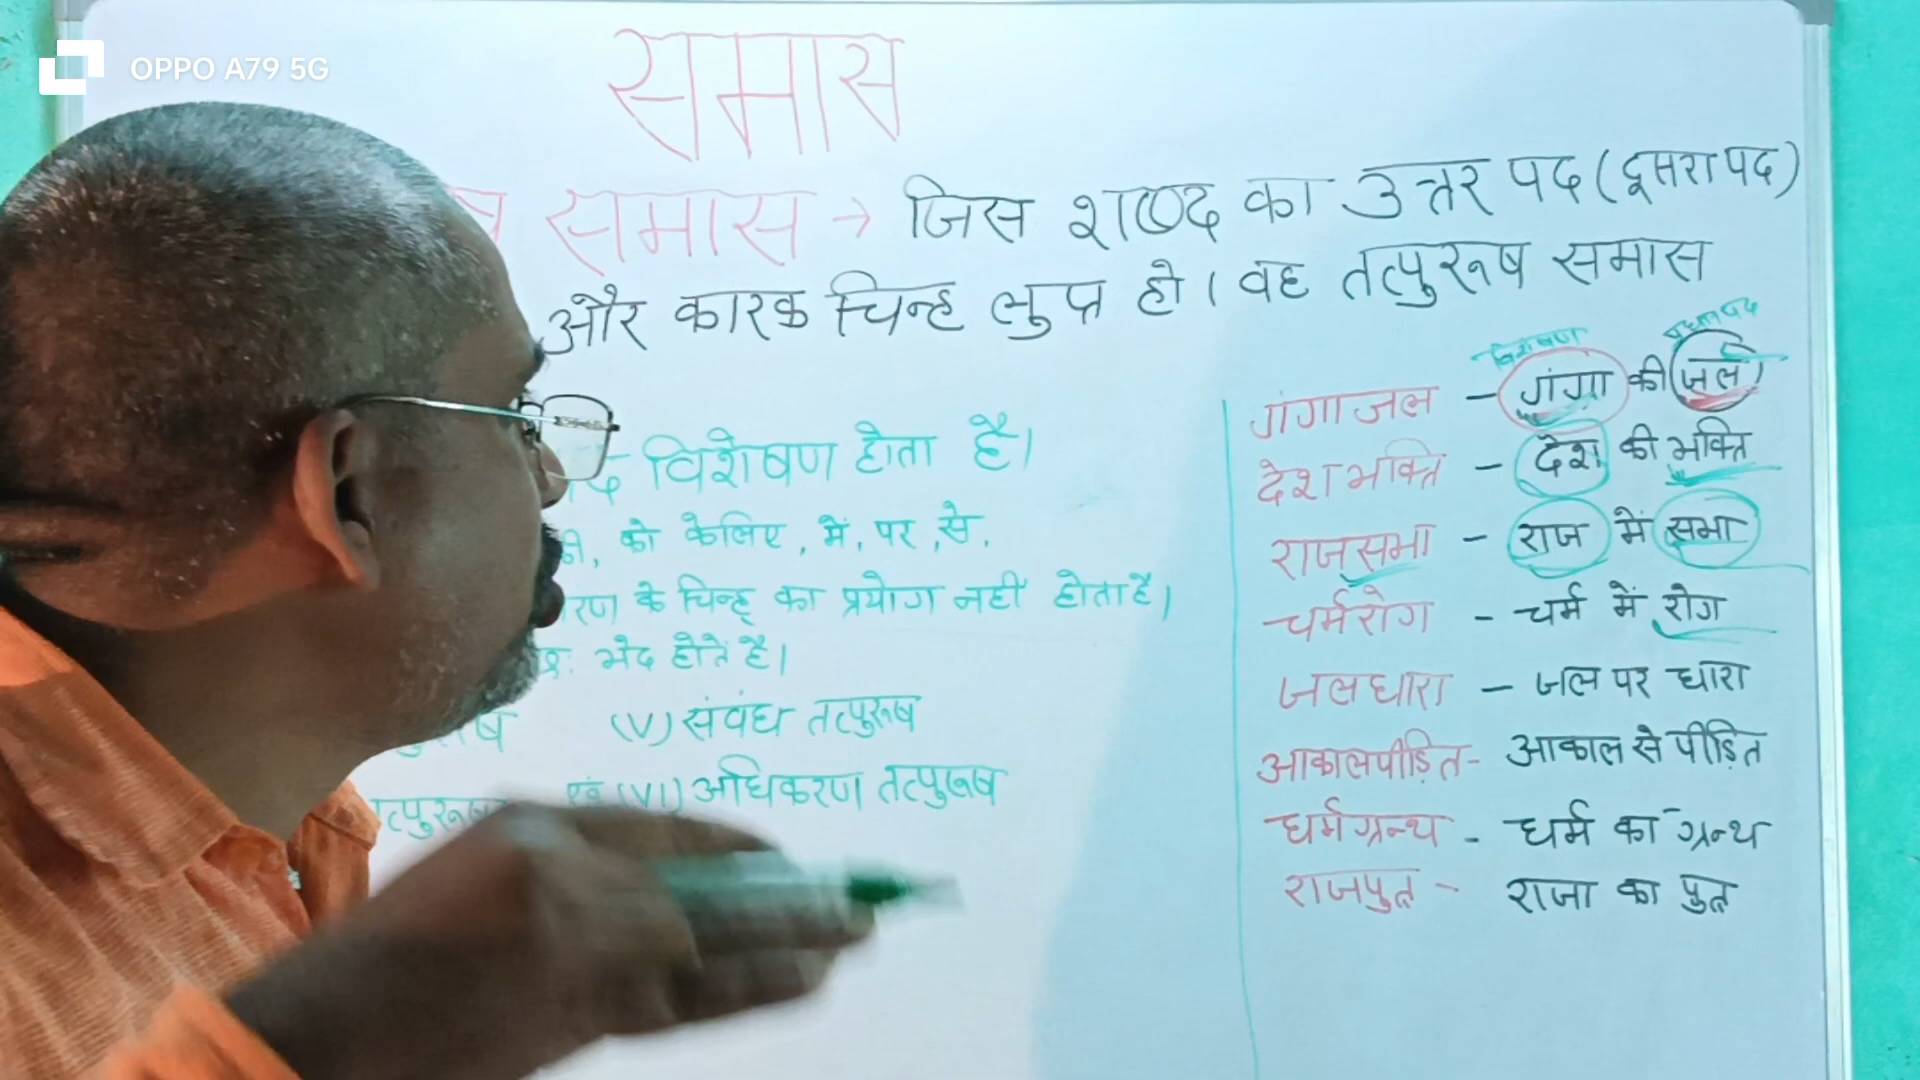 OPPO A79 5G
समास
समास → जिस शब्द का उत्तर पद (दूसरा पद)
और कारक चिन्ह लुप्त हो। वह तत्पुरूष समास
विशेषण होता है।
को केलिए, में, पर, से,
के चिन्ह का प्रयोग नहीं होता है।
भेद होते है।
(V) संवंध तत्पुरूष
एवं (VI) अधिकरण तत्पुरूष
विशेषण
गंगाजल - गंगा की जल
देशभक्ति - देश की भक्ति
राजसभा - राज में सभा
चर्मरोग - चर्म में रोग
जलधारा - जल पर धारा
आकालपीड़ित - आकाल से पीड़ित
धर्मग्रन्थ - धर्म का ग्रन्थ
राजपुत्र - राजा का पुत्र